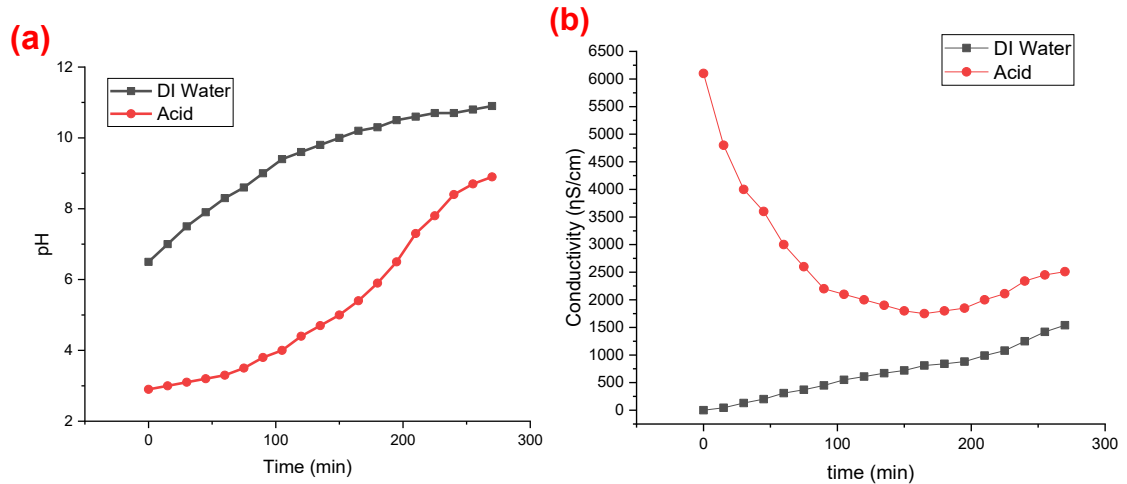 (a)
12
10
8
6
4
2
pH
0
100
200
300
Time (min)
DI Water
Acid
(b)
6500
6000
5500
5000
4500
4000
3500
3000
2500
2000
1500
1000
500
0
Conductivity (ηS/cm)
0
100
200
300
time (min)
DI Water
Acid